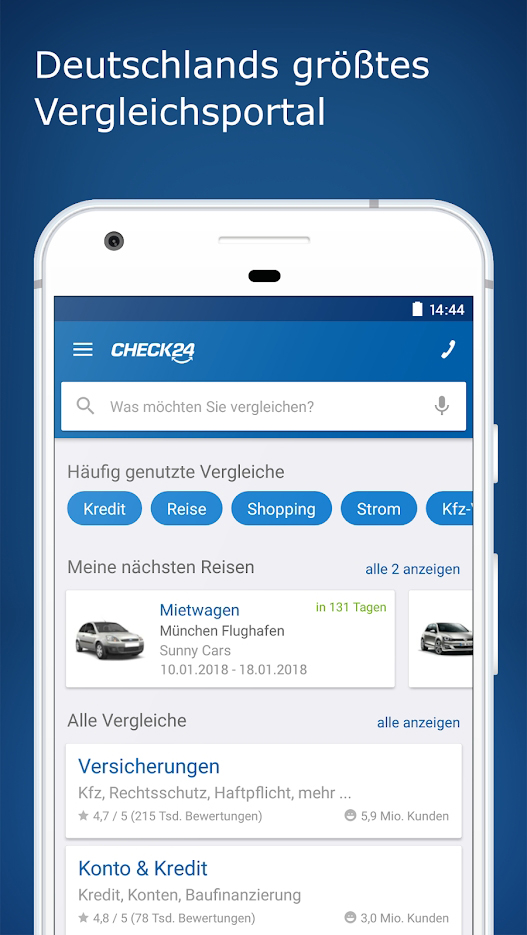 Deutschlands größtes
Vergleichsportal
14:44
CHECK24
Was möchten Sie vergleichen?
Häufig genutzte Vergleiche
Kredit Reise Shopping Strom Kfz-
Meine nächsten Reisen alle 2 anzeigen
Mietwagen in 131 Tagen
München Flughafen
Sunny Cars
10.01.2018 - 18.01.2018
Alle Vergleiche alle anzeigen
Versicherungen
Kfz, Rechtsschutz, Haftpflicht, mehr ...
4,7 / 5 (215 Tsd. Bewertungen) 5,9 Mio. Kunden
Konto & Kredit
Kredit, Konten, Baufinanzierung
4,8 / 5 (78 Tsd. Bewertungen) 3,0 Mio. Kunden